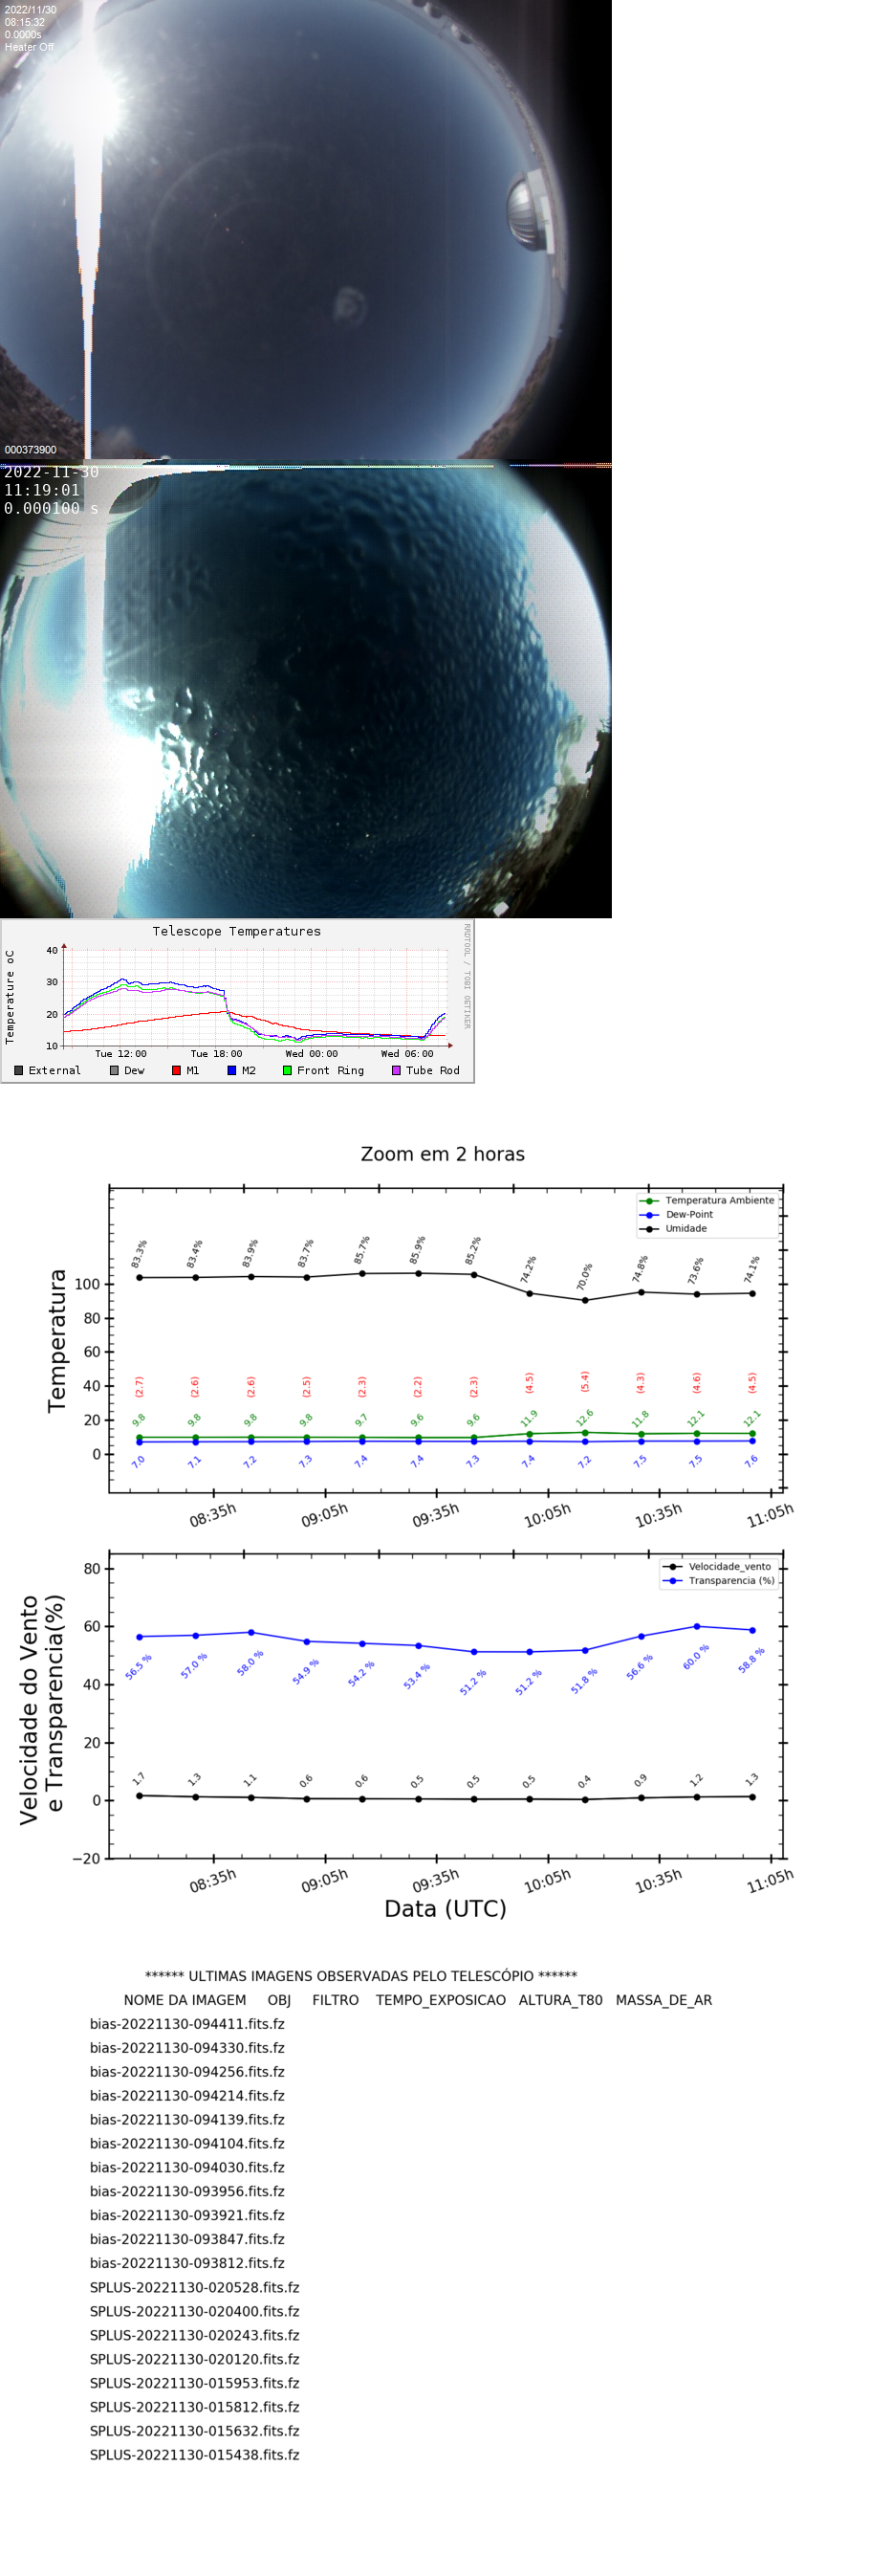 2022/11/30
08:15:32
0.0000s
Heater Off
000373900
2022-11-30
11:19:01
0.000100 s
Telescope Temperatures
RRDTOOL / TOBI OETIKER
Temperature oC
40
30
20
10
Tue 12:00 Tue 18:00 Wed 00:00 Wed 06:00
External Dew M1 M2 Front Ring Tube Rod
Zoom em 2 horas
Temperatura Ambiente
Dew-Point
Umidade
Temperatura
100
80
60
40
20
0
83.3% 83.4% 83.9% 83.7% 85.7% 85.9% 85.2% 74.2% 70.0% 74.8% 73.6% 74.1%
(2.7) (2.6) (2.6) (2.5) (2.3) (2.2) (2.3) (4.5) (5.4) (4.3) (4.6) (4.5)
9.8 9.8 9.8 9.8 9.7 9.6 9.6 11.9 12.6 11.8 12.1 12.1
7.0 7.1 7.2 7.3 7.4 7.4 7.3 7.4 7.2 7.5 7.5 7.6
08:35h 09:05h 09:35h 10:05h 10:35h 11:05h
Velocidade_vento
Transparencia (%)
Velocidade do Vento
e Transparencia(%)
80
60
40
20
0
−20
56.5 % 57.0 % 58.0 % 54.9 % 54.2 % 53.4 % 51.2 % 51.2 % 51.8 % 56.6 % 60.0 % 58.8 %
1.7 1.3 1.1 0.6 0.6 0.5 0.5 0.5 0.4 0.9 1.2 1.3
08:35h 09:05h 09:35h 10:05h 10:35h 11:05h
Data (UTC)
****** ULTIMAS IMAGENS OBSERVADAS PELO TELESCÓPIO ******
NOME DA IMAGEM OBJ FILTRO TEMPO_EXPOSICAO ALTURA_T80 MASSA_DE_AR
bias-20221130-094411.fits.fz
bias-20221130-094330.fits.fz
bias-20221130-094256.fits.fz
bias-20221130-094214.fits.fz
bias-20221130-094139.fits.fz
bias-20221130-094104.fits.fz
bias-20221130-094030.fits.fz
bias-20221130-093956.fits.fz
bias-20221130-093921.fits.fz
bias-20221130-093847.fits.fz
bias-20221130-093812.fits.fz
SPLUS-20221130-020528.fits.fz
SPLUS-20221130-020400.fits.fz
SPLUS-20221130-020243.fits.fz
SPLUS-20221130-020120.fits.fz
SPLUS-20221130-015953.fits.fz
SPLUS-20221130-015812.fits.fz
SPLUS-20221130-015632.fits.fz
SPLUS-20221130-015438.fits.fz